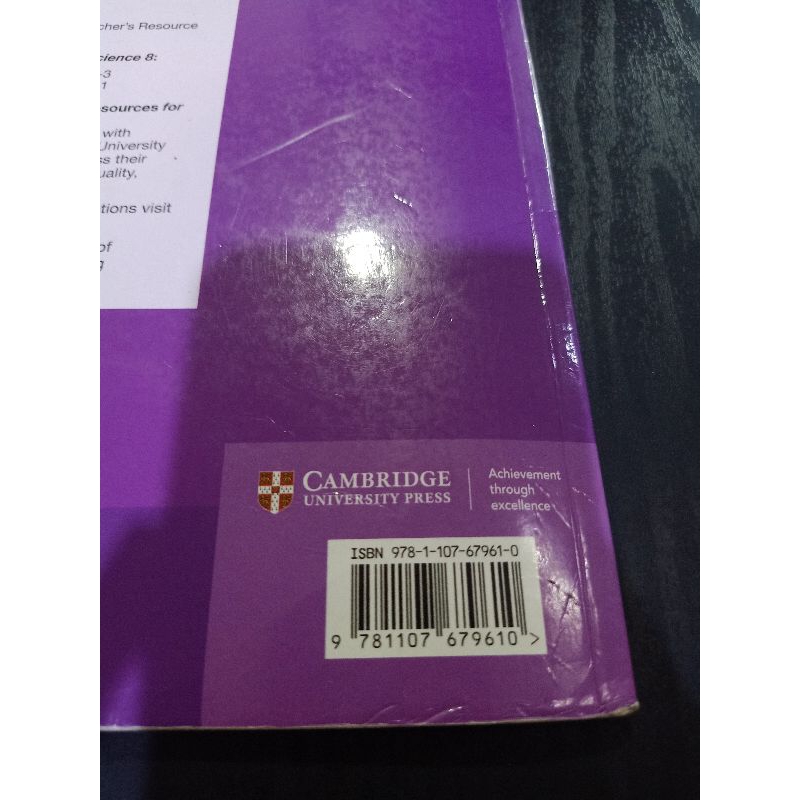 cher's Resource
cience 8:
-3
1
sources for
with
University
ss their
uality,
tions visit
of
g
CAMBRIDGE
UNIVERSITY PRESS
Achievement
through
excellence
ISBN 978-1-107-67961-0
9 781107 679610 >